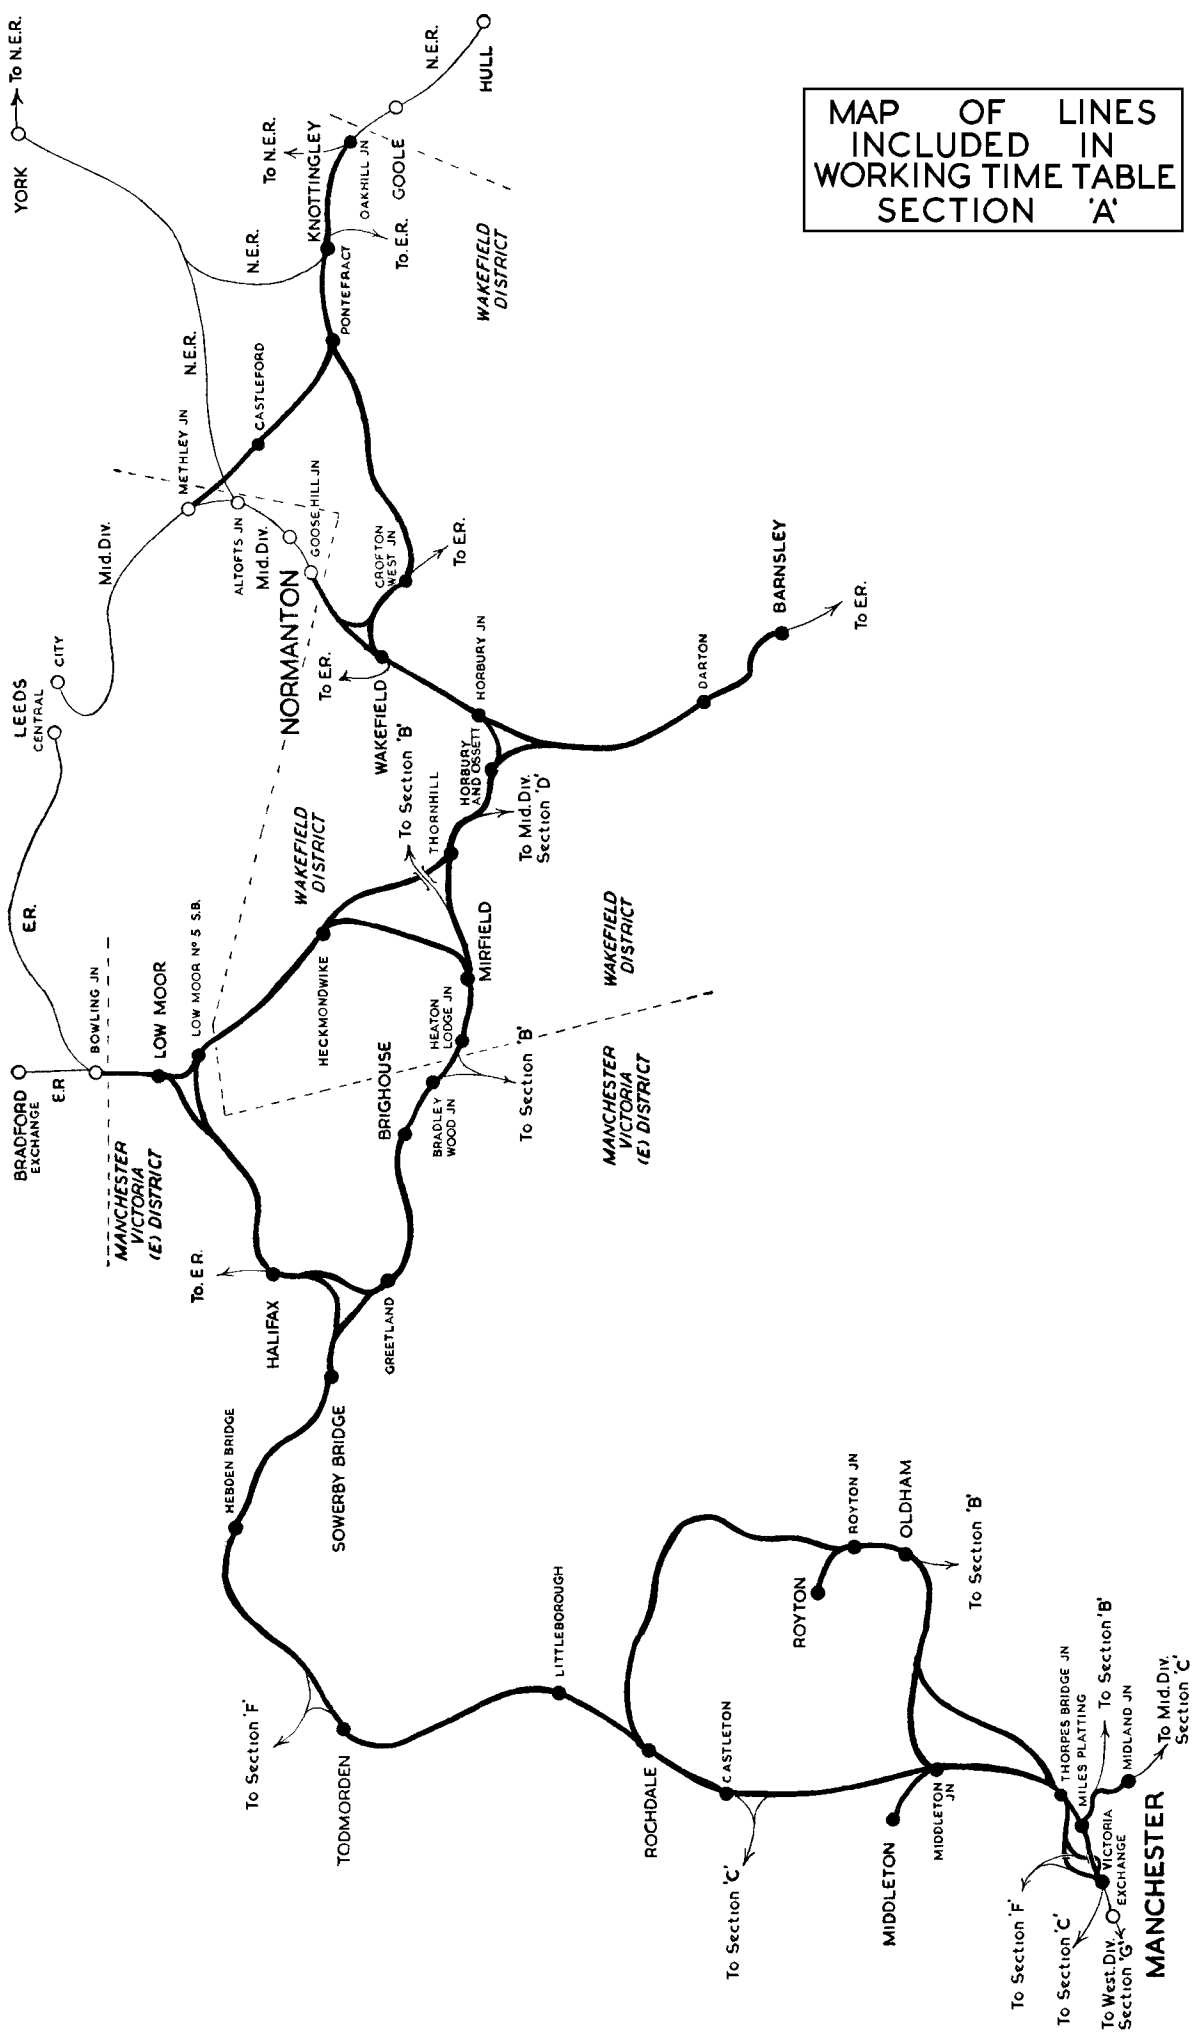 MAP OF LINES
INCLUDED IN
WORKING TIME TABLE
SECTION 'A'
To N.E.R.
YORK
N.E.R.
HULL
To N.E.R.
KNOTTINGLEY
OAKHILL JN
GOOLE
N.E.R.
To. E.R.
WAKEFIELD
DISTRICT
PONTEFRACT
N.E.R.
CASTLEFORD
METHLEY JN
ALTOFTS JN
Mid. Div.
GOOSE HILL JN
Mid. Div.
NORMANTON
CROFTON
WEST JN
To E.R.
LEEDS
CENTRAL
CITY
To E.R.
WAKEFIELD
HORBURY JN
BARNSLEY
To E.R.
DARTON
HORBURY
AND OSSETT
To Section 'B'
THORNHILL
To Mid. Div.
Section 'D'
WAKEFIELD
DISTRICT
E.R.
BOWLING JN
LOW MOOR
LOW MOOR Nº 5 S.B.
HECKMONDWIKE
MIRFIELD
WAKEFIELD
DISTRICT
HEATON
LODGE JN
To Section 'B'
MANCHESTER
VICTORIA
(E) DISTRICT
BRADFORD
EXCHANGE
E.R
MANCHESTER
VICTORIA
(E) DISTRICT
BRIGHOUSE
BRADLEY
WOOD JN
To. E.R.
HALIFAX
GREETLAND
SOWERBY BRIDGE
HEBDEN BRIDGE
To Section 'F'
TODMORDEN
LITTLEBOROUGH
ROCHDALE
CASTLETON
To Section 'C'
ROYTON
ROYTON JN
OLDHAM
To Section 'B'
MIDDLETON
MIDDLETON
JN
THORPES BRIDGE JN
MILES PLATTING
To Section 'B'
MIDLAND JN
To Mid. Div.
Section 'C'
VICTORIA
EXCHANGE
MANCHESTER
To Section 'F'
To Section 'C'
To West. Div.
Section 'G'